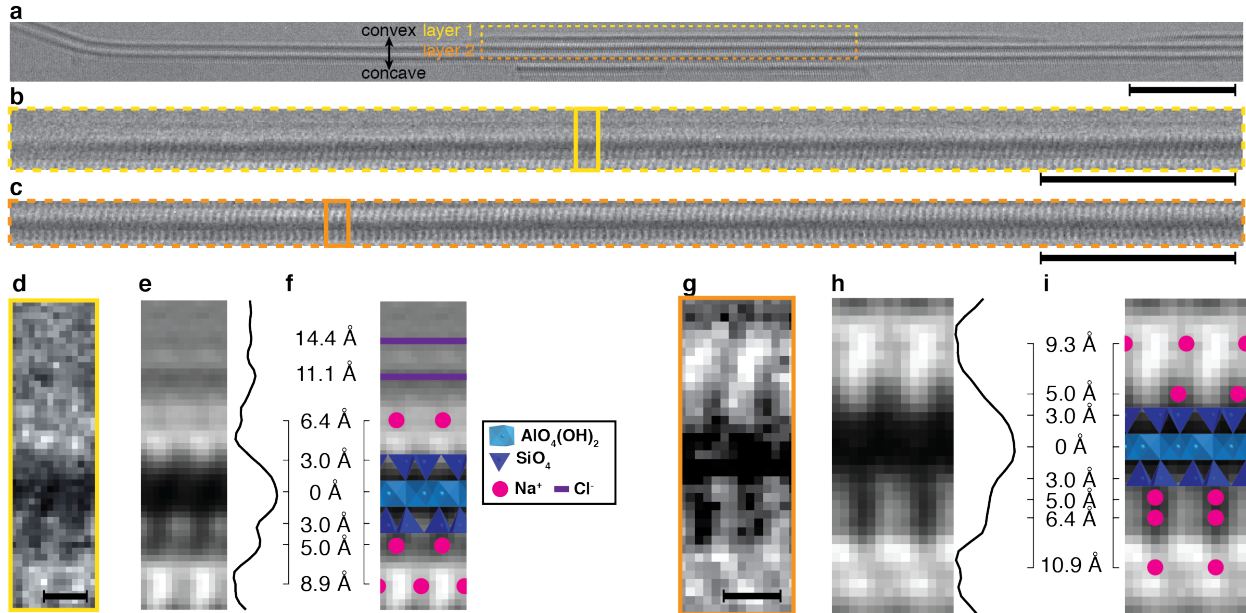 a
convex layer 1
layer 2
concave
b
c
d e f g h i
14.4 Å
11.1 Å
6.4 Å
3.0 Å
0 Å
3.0 Å
5.0 Å
8.9 Å
AlO₄(OH)₂
SiO₄
Na⁺ Cl⁻
9.3 Å
5.0 Å
3.0 Å
0 Å
3.0 Å
5.0 Å
6.4 Å
10.9 Å